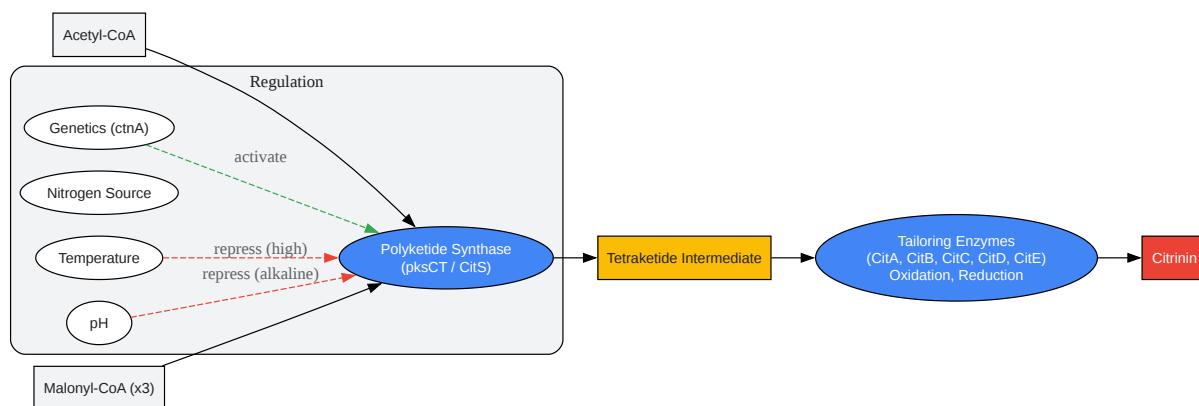 Acetyl-CoA
Regulation
Genetics (ctnA)
activate
Nitrogen Source
Temperature
repress (high)
repress (alkaline)
pH
Malonyl-CoA (x3)
Polyketide Synthase
(pksCT / CitS)
Tetraketide Intermediate
Tailoring Enzymes
(CitA, CitB, CitC, CitD, CitE)
Oxidation, Reduction
Citrinin